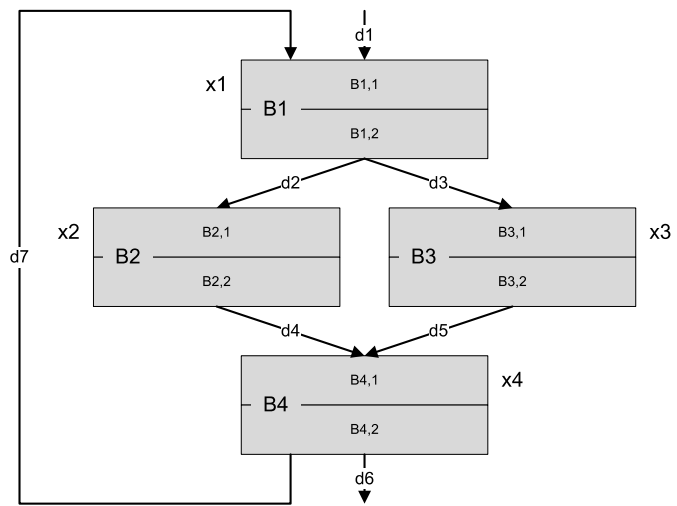 d1
x1
B1,1
B1
B1,2
d2
d3
x2
B2,1
B2
B2,2
B3,1
B3
B3,2
x3
d7
d4
d5
B4,1
x4
B4
B4,2
d6